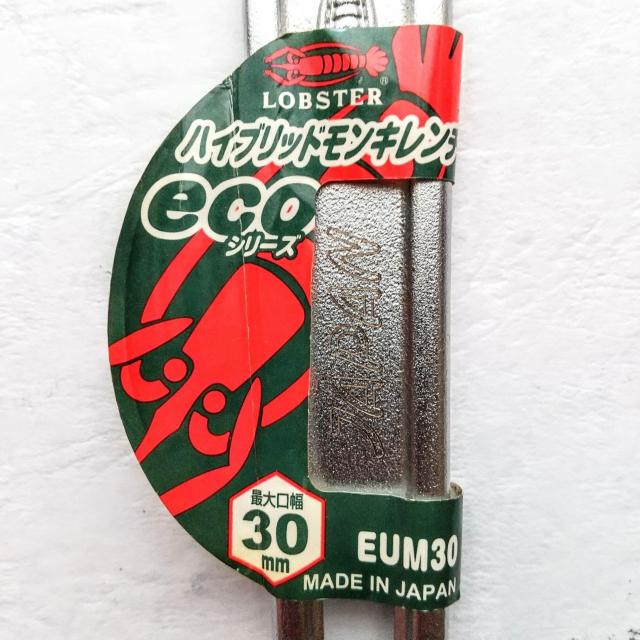 LOBSTER ®
ハイブリッドモンキレンチ
eco
シリーズ
JAPAN
最大口幅
30
mm
EUM30
MADE IN JAPAN